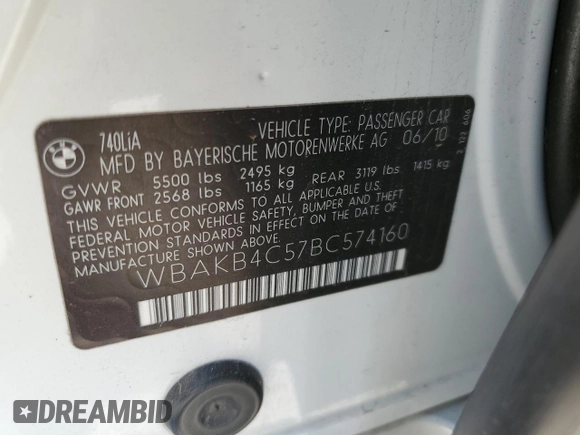 BMW
740LiA
VEHICLE TYPE: PASSENGER CAR
MFD BY BAYERISCHE MOTORENWERKE AG 06/10
GVWR 5500 lbs 2495 kg
GAWR FRONT 2568 lbs 1165 kg REAR 3119 lbs 1415 kg
THIS VEHICLE CONFORMS TO ALL APPLICABLE U.S.
FEDERAL MOTOR VEHICLE SAFETY, BUMPER AND THEFT
PREVENTION STANDARDS IN EFFECT ON THE DATE OF
MANUFACTURE SHOWN ABOVE.
WBAKB4C57BC574160
DREAMBID